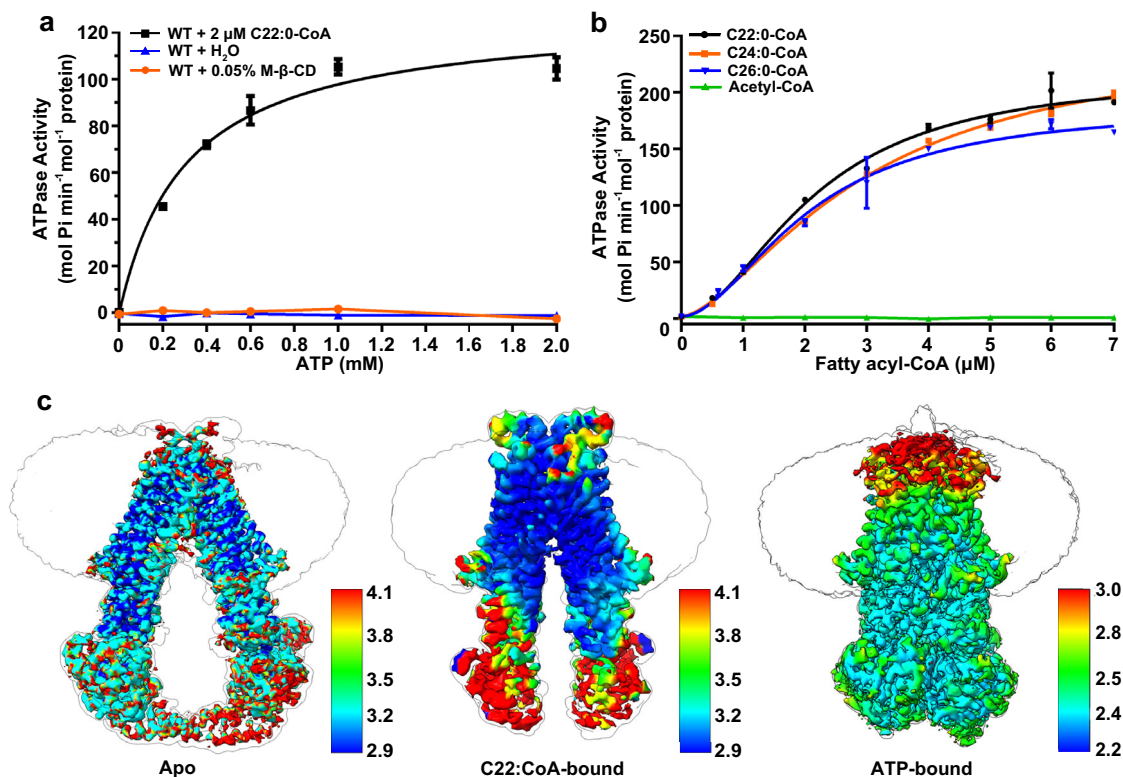 a
WT + 2 µM C22:0-CoA
WT + H₂O
WT + 0.05% M-β-CD
ATPase Activity
(mol Pi min⁻¹mol⁻¹ protein)
120
100
80
60
40
20
0
0 0.2 0.4 0.6 0.8 1.0 1.2 1.4 1.6 1.8 2.0
ATP (mM)
b
C22:0-CoA
C24:0-CoA
C26:0-CoA
Acetyl-CoA
ATPase Activity
(mol Pi min⁻¹mol⁻¹ protein)
250
200
150
100
50
0
0 1 2 3 4 5 6 7
Fatty acyl-CoA (µM)
c
4.1
3.8
3.5
3.2
2.9
Apo
4.1
3.8
3.5
3.2
2.9
C22:CoA-bound
3.0
2.8
2.6
2.4
2.2
ATP-bound